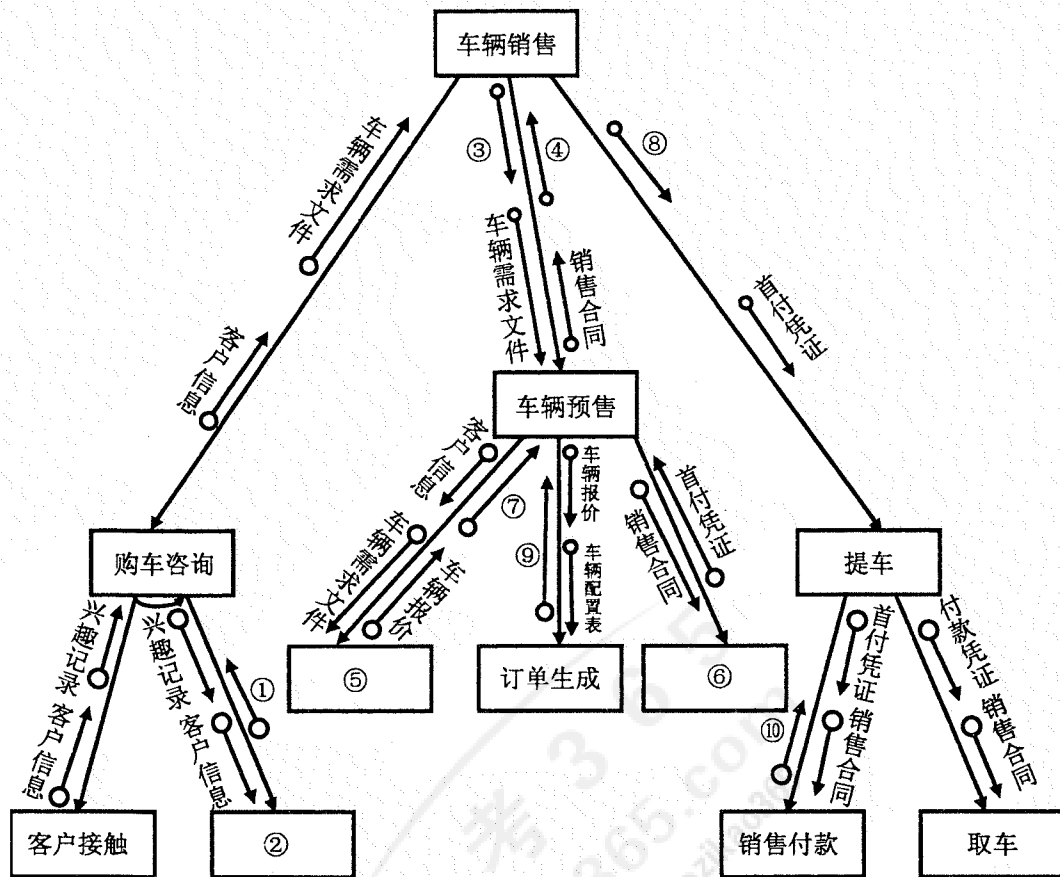 车辆销售
车辆需求文件
③
④
⑧
车辆需求文件
销售合同
首付凭证
客户信息
车辆预售
客户信息
⑦
车辆报价
销售合同
首付凭证
车辆需求文件
车辆报价
⑨
车辆配置表
购车咨询
提车
兴趣记录
兴趣记录
①
客户信息
客户信息
⑤
订单生成
⑥
首付凭证
付款凭证
⑩
销售合同
销售合同
客户接触
②
销售付款
取车
考 3 6 5
365.com